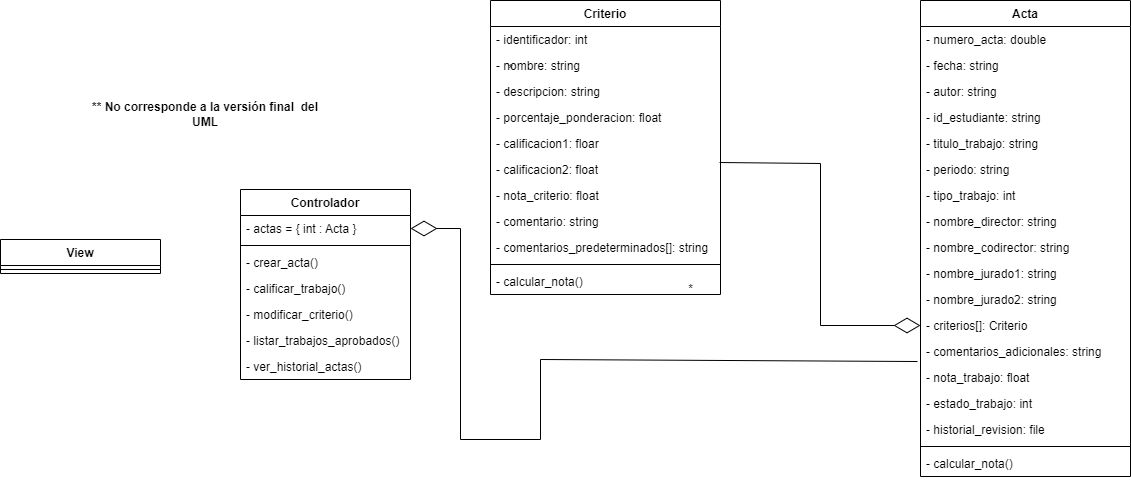 ** No corresponde a la versión final del
UML
View
Controlador
- actas = { int : Acta }
- crear_acta()
- calificar_trabajo()
- modificar_criterio()
- listar_trabajos_aprobados()
- ver_historial_actas()
Criterio
- identificador: int
- nombre: string
- descripcion: string
- porcentaje_ponderacion: float
- calificacion1: floar
- calificacion2: float
- nota_criterio: float
- comentario: string
- comentarios_predeterminados[]: string
- calcular_nota()
*
Acta
- numero_acta: double
- fecha: string
- autor: string
- id_estudiante: string
- titulo_trabajo: string
- periodo: string
- tipo_trabajo: int
- nombre_director: string
- nombre_codirector: string
- nombre_jurado1: string
- nombre_jurado2: string
- criterios[]: Criterio
- comentarios_adicionales: string
- nota_trabajo: float
- estado_trabajo: int
- historial_revision: file
- calcular_nota()